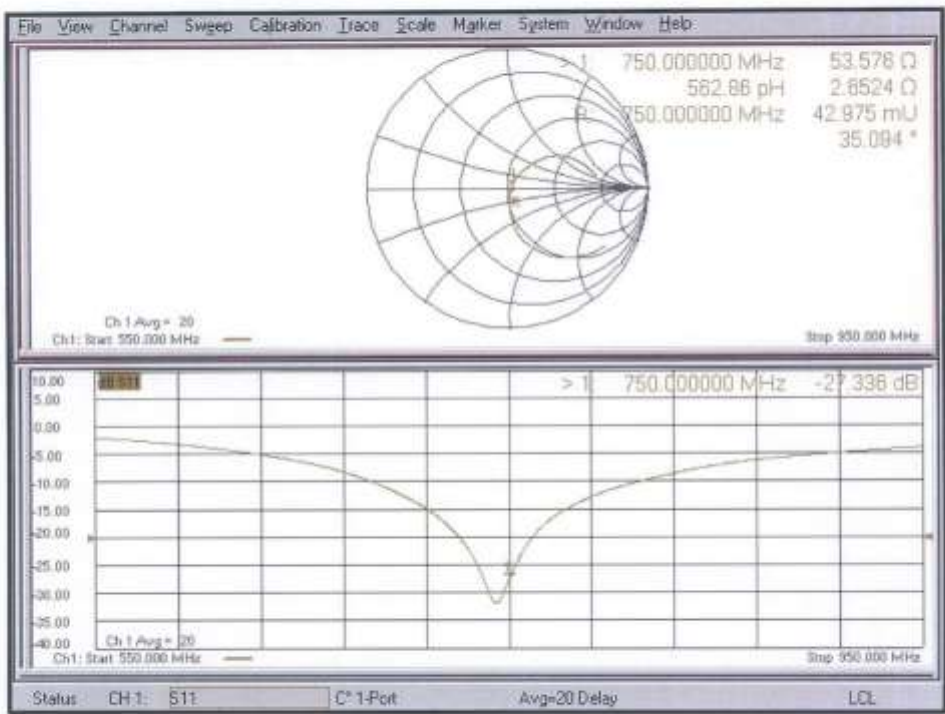 File View Channel Sweep Calibration Trace Scale Marker System Window Help
> 1 750.000000 MHz 53.576 Ω
562.86 pH 2.6524 Ω
750.000000 MHz 42.975 mU
35.094 °
Ch 1 Avg = 20
Ch1: Start 550.000 MHz
Stop 950.000 MHz
10.00
dB S11
> 1 750.000000 MHz -27.336 dB
5.00
0.00
-5.00
-10.00
-15.00
-20.00
-25.00
-30.00
-35.00
-40.00
Ch 1 Avg = 20
Ch1: Start 550.000 MHz
Stop 950.000 MHz
Status CH 1: S11 C* 1-Port Avg=20 Delay LCL